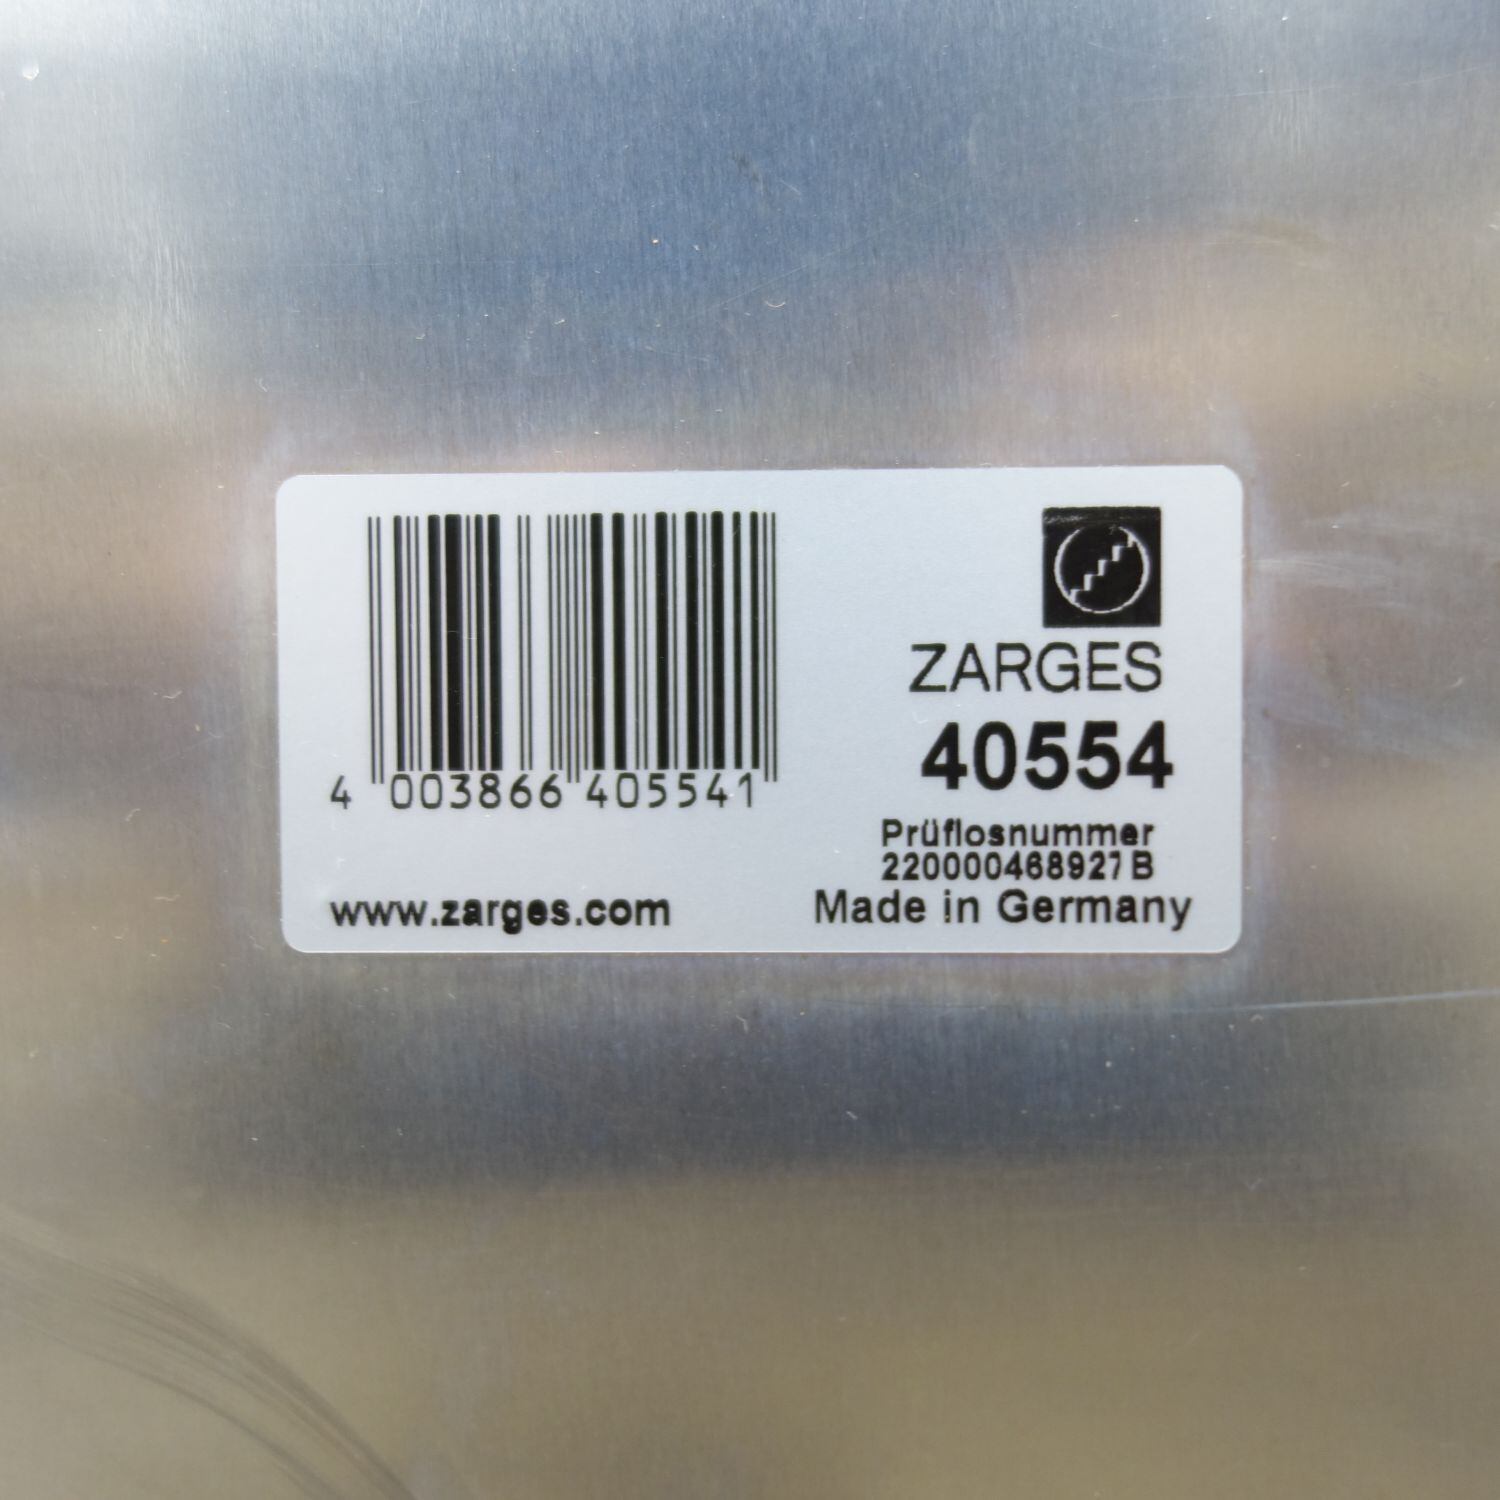 4 003866 405541
www.zarges.com
ZARGES
40554
Prüflosnummer
220000468927 B
Made in Germany